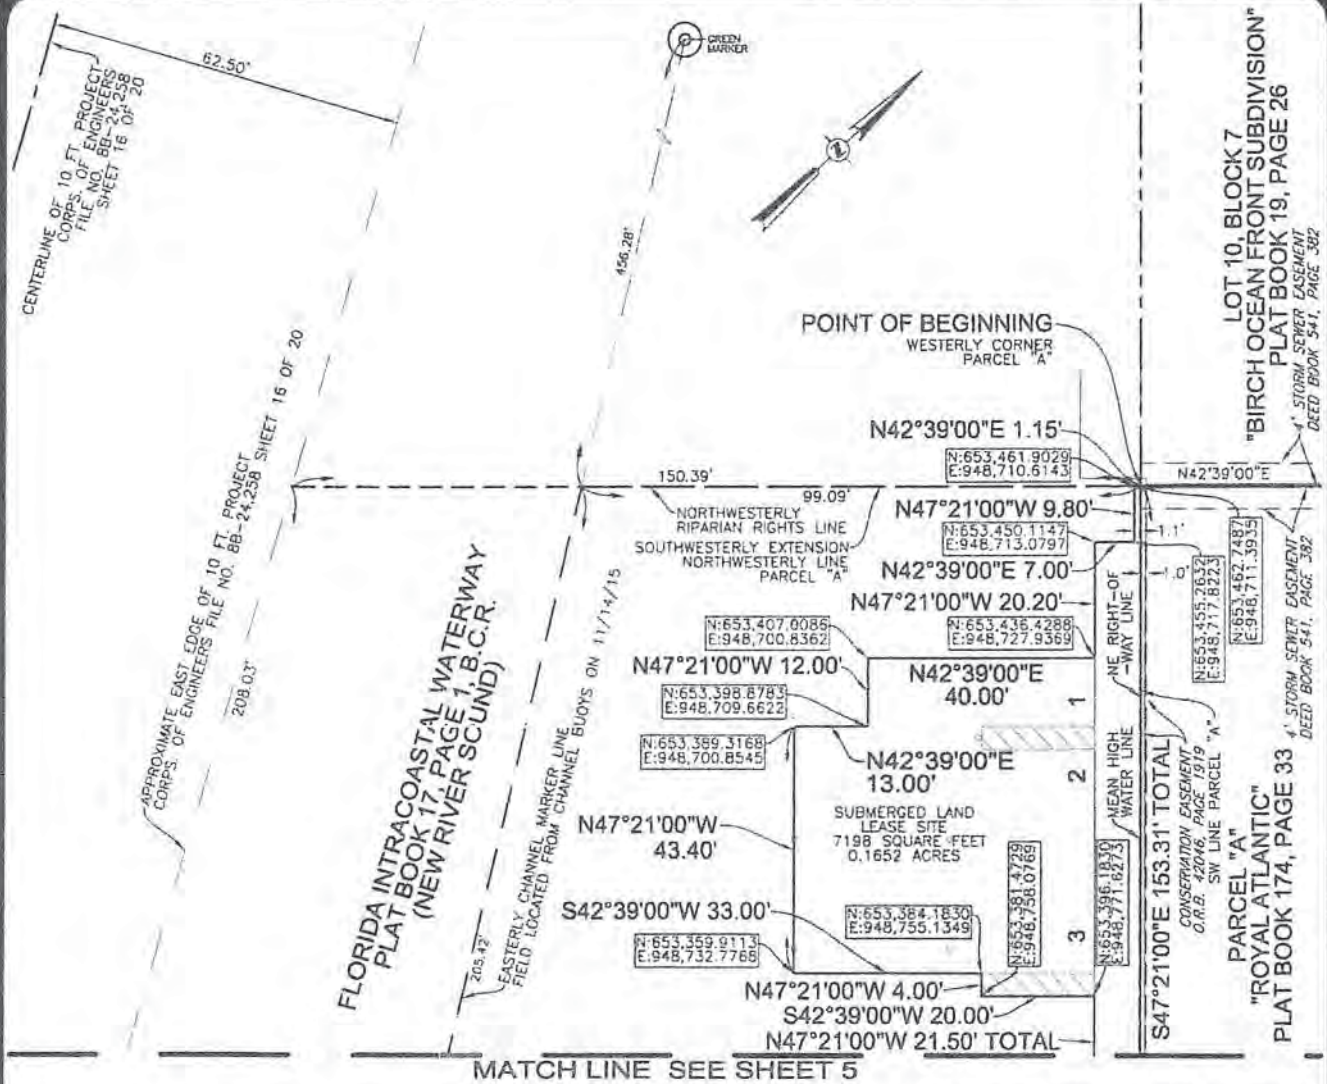 62.50'
CENTERLINE OF 10 FT. PROJECT
CORPS. OF ENGINEERS
FILE NO. BB-24,258
SHEET 16 OF 20
GREEN
MARKER
Z
456.28'
LOT 10, BLOCK 7
"BIRCH OCEAN FRONT SUBDIVISION"
PLAT BOOK 19, PAGE 26
4' STORM SEWER EASEMENT
DEED BOOK 541, PAGE 382
POINT OF BEGINNING
WESTERLY CORNER
PARCEL "A"
N42°39'00"E 1.15'
N:653,461.9029
E:948,710.6143
N42°39'00"E
150.39'
99.09'
NORTHWESTERLY
RIPARIAN RIGHTS LINE
SOUTHWESTERLY EXTENSION
NORTHWESTERLY LINE
PARCEL "A"
N47°21'00"W 9.80'
N:653,450.1147
E:948,713.0797
1.1'
1.0'
N42°39'00"E 7.00'
N47°21'00"W 20.20'
N:653,455.2632
E:948,717.8223
N:653,462.7487
E:948,711.3935
4' STORM SEWER EASEMENT
DEED BOOK 541, PAGE 382
APPROXIMATE EAST EDGE OF 10 FT. PROJECT
CORPS. OF ENGINEERS FILE NO. BB-24,258 SHEET 16 OF 20
208.03'
FLORIDA INTRACOASTAL WATERWAY
PLAT BOOK 17, PAGE 1, B.C.R.
(NEW RIVER SOUND)
EASTERLY CHANNEL MARKER LINE
FIELD LOCATED FROM CHANNEL BUOYS ON 11/14/15
205.42'
N:653,407.0086
E:948,700.8362
N:653,436.4288
E:948,727.9369
N47°21'00"W 12.00'
N42°39'00"E
40.00'
N:653,398.8783
E:948,709.6622
N:653,389.3168
E:948,700.8545
N42°39'00"E
13.00'
1
2
3
NE RIGHT-OF
-WAY LINE
MEAN HIGH
WATER LINE
N47°21'00"W
43.40'
SUBMERGED LAND
LEASE SITE
7198 SQUARE FEET
0.1652 ACRES
S42°39'00"W 33.00'
N:653,359.9113
E:948,732.7768
N:653,384.1830
E:948,755.1349
N:653,381.4729
E:948,758.0769
N:653,396.1830
E:948,771.6273
N47°21'00"W 4.00'
S42°39'00"W 20.00'
N47°21'00"W 21.50' TOTAL
S47°21'00"E 153.31' TOTAL
CONSERVATION EASEMENT
O.R.B. 42046, PAGE 1919
SW LINE PARCEL "A"
PARCEL "A"
"ROYAL ATLANTIC"
PLAT BOOK 174, PAGE 33
MATCH LINE SEE SHEET 5